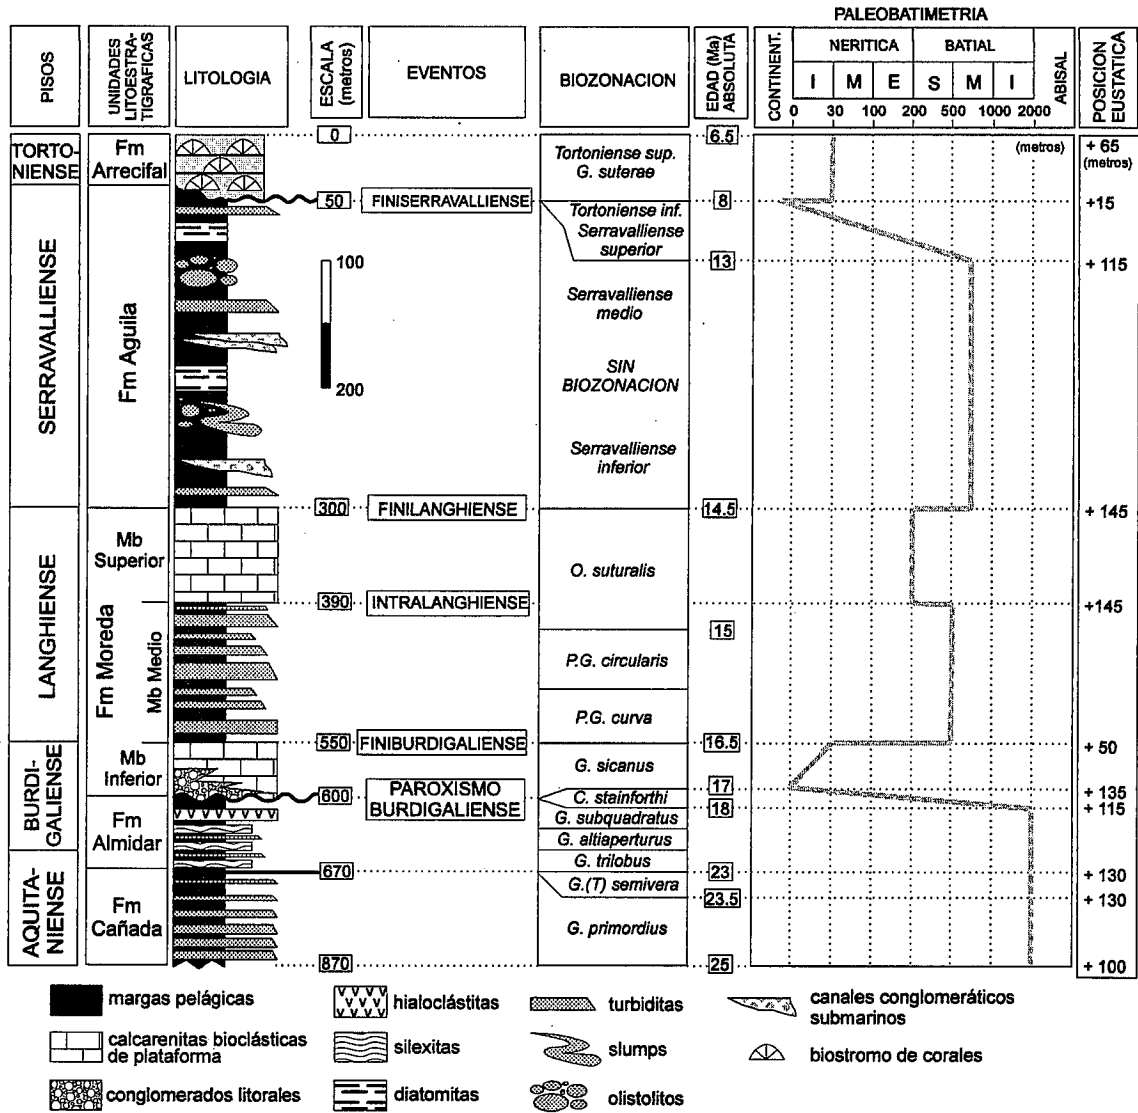 PALEOBATIMETRIA
PISOS
UNIDADES
LITOESTRA-
TIGRAFICAS
LITOLOGIA
ESCALA
(metros)
EVENTOS
BIOZONACION
EDAD (Ma)
ABSOLUTA
CONTINENT.
NERITICA
BATIAL
I M E S M I
ABISAL
POSICION
EUSTATICA
0 30 100 200 500 1000 2000
(metros)
TORTO-
NIENSE
SERRAVALLIENSE
LANGHIENSE
BURDI-
GALIENSE
AQUITA-
NIENSE
Fm
Arrecifal
Fm Aguila
Mb
Superior
Fm Moreda
Mb Medio
Mb
Inferior
Fm
Almidar
Fm
Cañada
0
50
100
200
300
390
550
600
670
870
FINISERRAVALLIENSE
FINILANGHIENSE
INTRALANGHIENSE
FINIBURDIGALIENSE
PAROXISMO
BURDIGALIENSE
Tortoniense sup.
G. suterae
Tortoniense inf.
Serravalliense
superior
Serravalliense
medio
SIN
BIOZONACION
Serravalliense
inferior
O. suturalis
P.G. circularis
P.G. curva
G. sicanus
C. stainforthi
G. subquadratus
G. altiaperturus
G. trilobus
G.(T) semivera
G. primordius
6.5
8
13
14.5
15
16.5
17
18
23
23.5
25
+ 65
(metros)
+15
+ 115
+ 145
+145
+ 50
+ 135
+ 115
+ 130
+ 130
+ 100
margas pelágicas
calcarenitas bioclásticas
de plataforma
conglomerados litorales
hialoclástitas
silexitas
diatomitas
turbiditas
slumps
olistolitos
canales conglomeráticos
submarinos
biostromo de corales